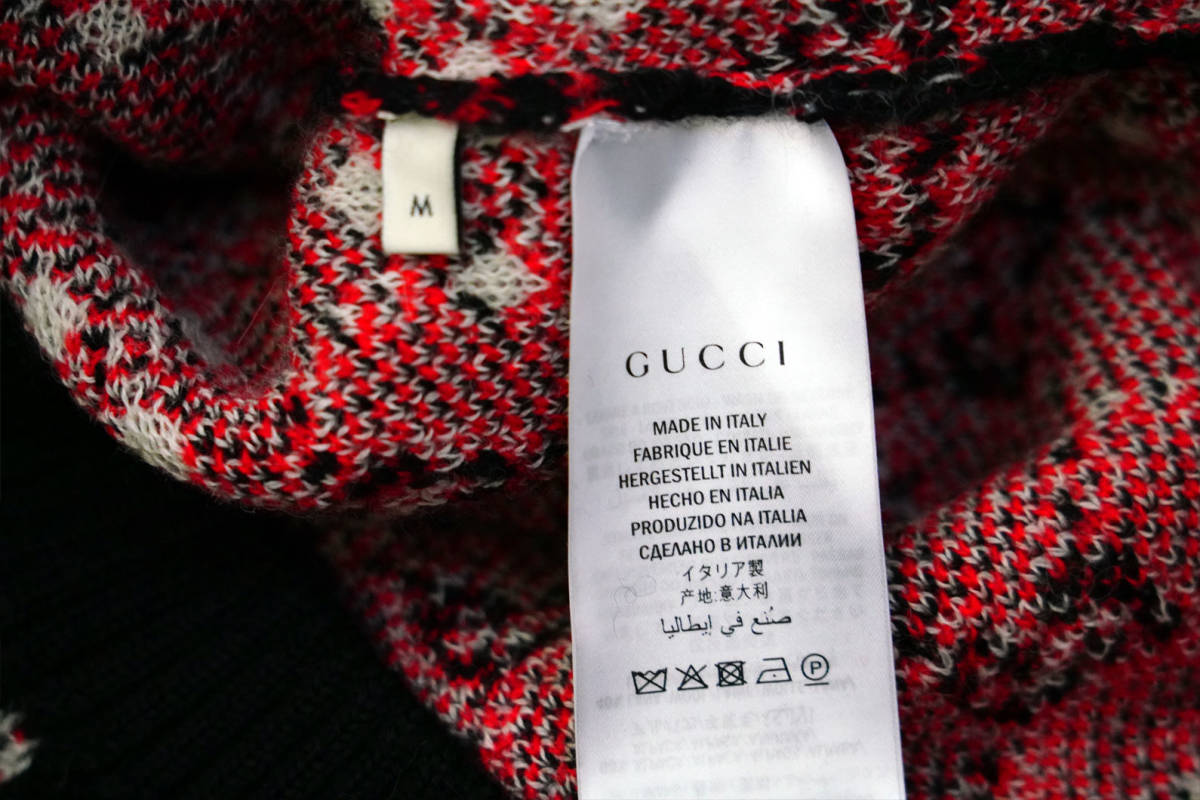 M
GUCCI
MADE IN ITALY
FABRIQUE EN ITALIE
HERGESTELLT IN ITALIEN
HECHO EN ITALIA
PRODUZIDO NA ITALIA
СДЕЛАНО В ИТАЛИИ
イタリア製
产地:意大利
صُنع في إيطاليا
P